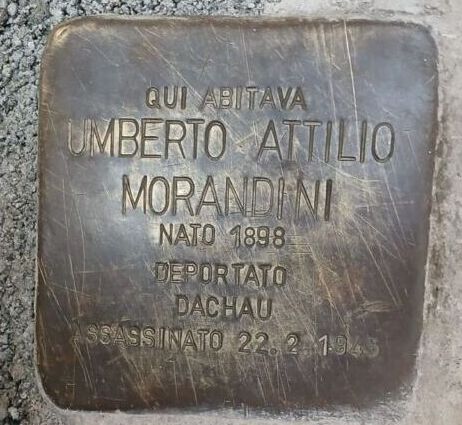 QUI ABITAVA
UMBERTO ATTILIO
MORANDINI
NATO 1898
DEPORTATO
DACHAU
ASSASSINATO 22.2.1945